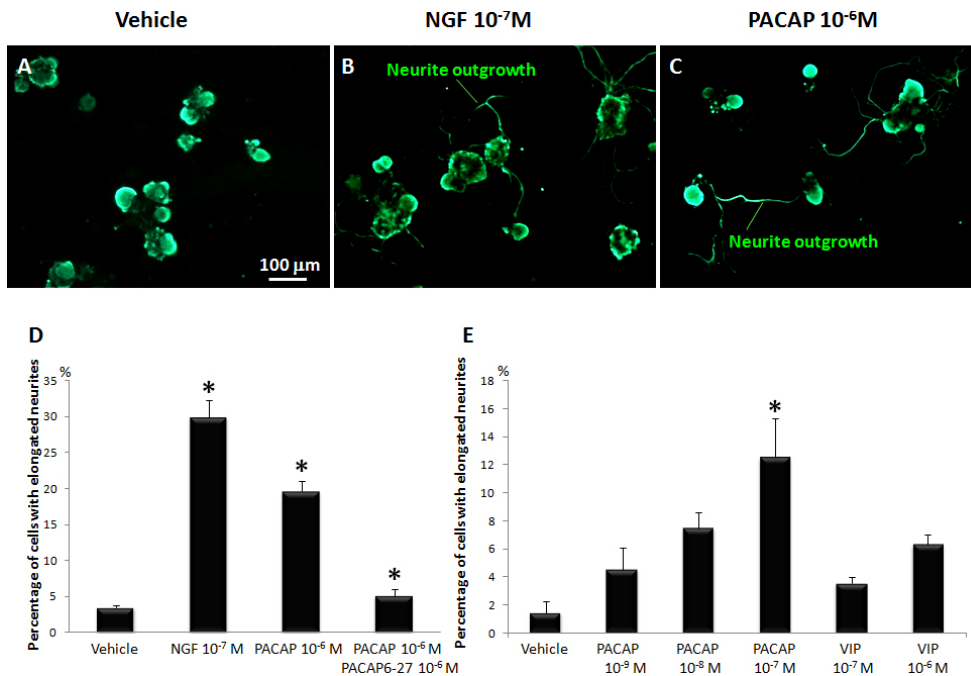 Vehicle
NGF 10⁻⁷M
PACAP 10⁻⁶M
A
100 µm
B
Neurite outgrowth
C
Neurite outgrowth
D
%
Percentage of cells with elongated neurites
35
30
25
20
15
10
5
0
*
*
*
Vehicle
NGF 10⁻⁷ M
PACAP 10⁻⁶ M
PACAP 10⁻⁶ M
PACAP6-27 10⁻⁶ M
E
%
Percentage of cells with elongated neurites
18
16
14
12
10
8
6
4
2
0
*
Vehicle
PACAP
10⁻⁹ M
PACAP
10⁻⁸ M
PACAP
10⁻⁷ M
VIP
10⁻⁷ M
VIP
10⁻⁶ M